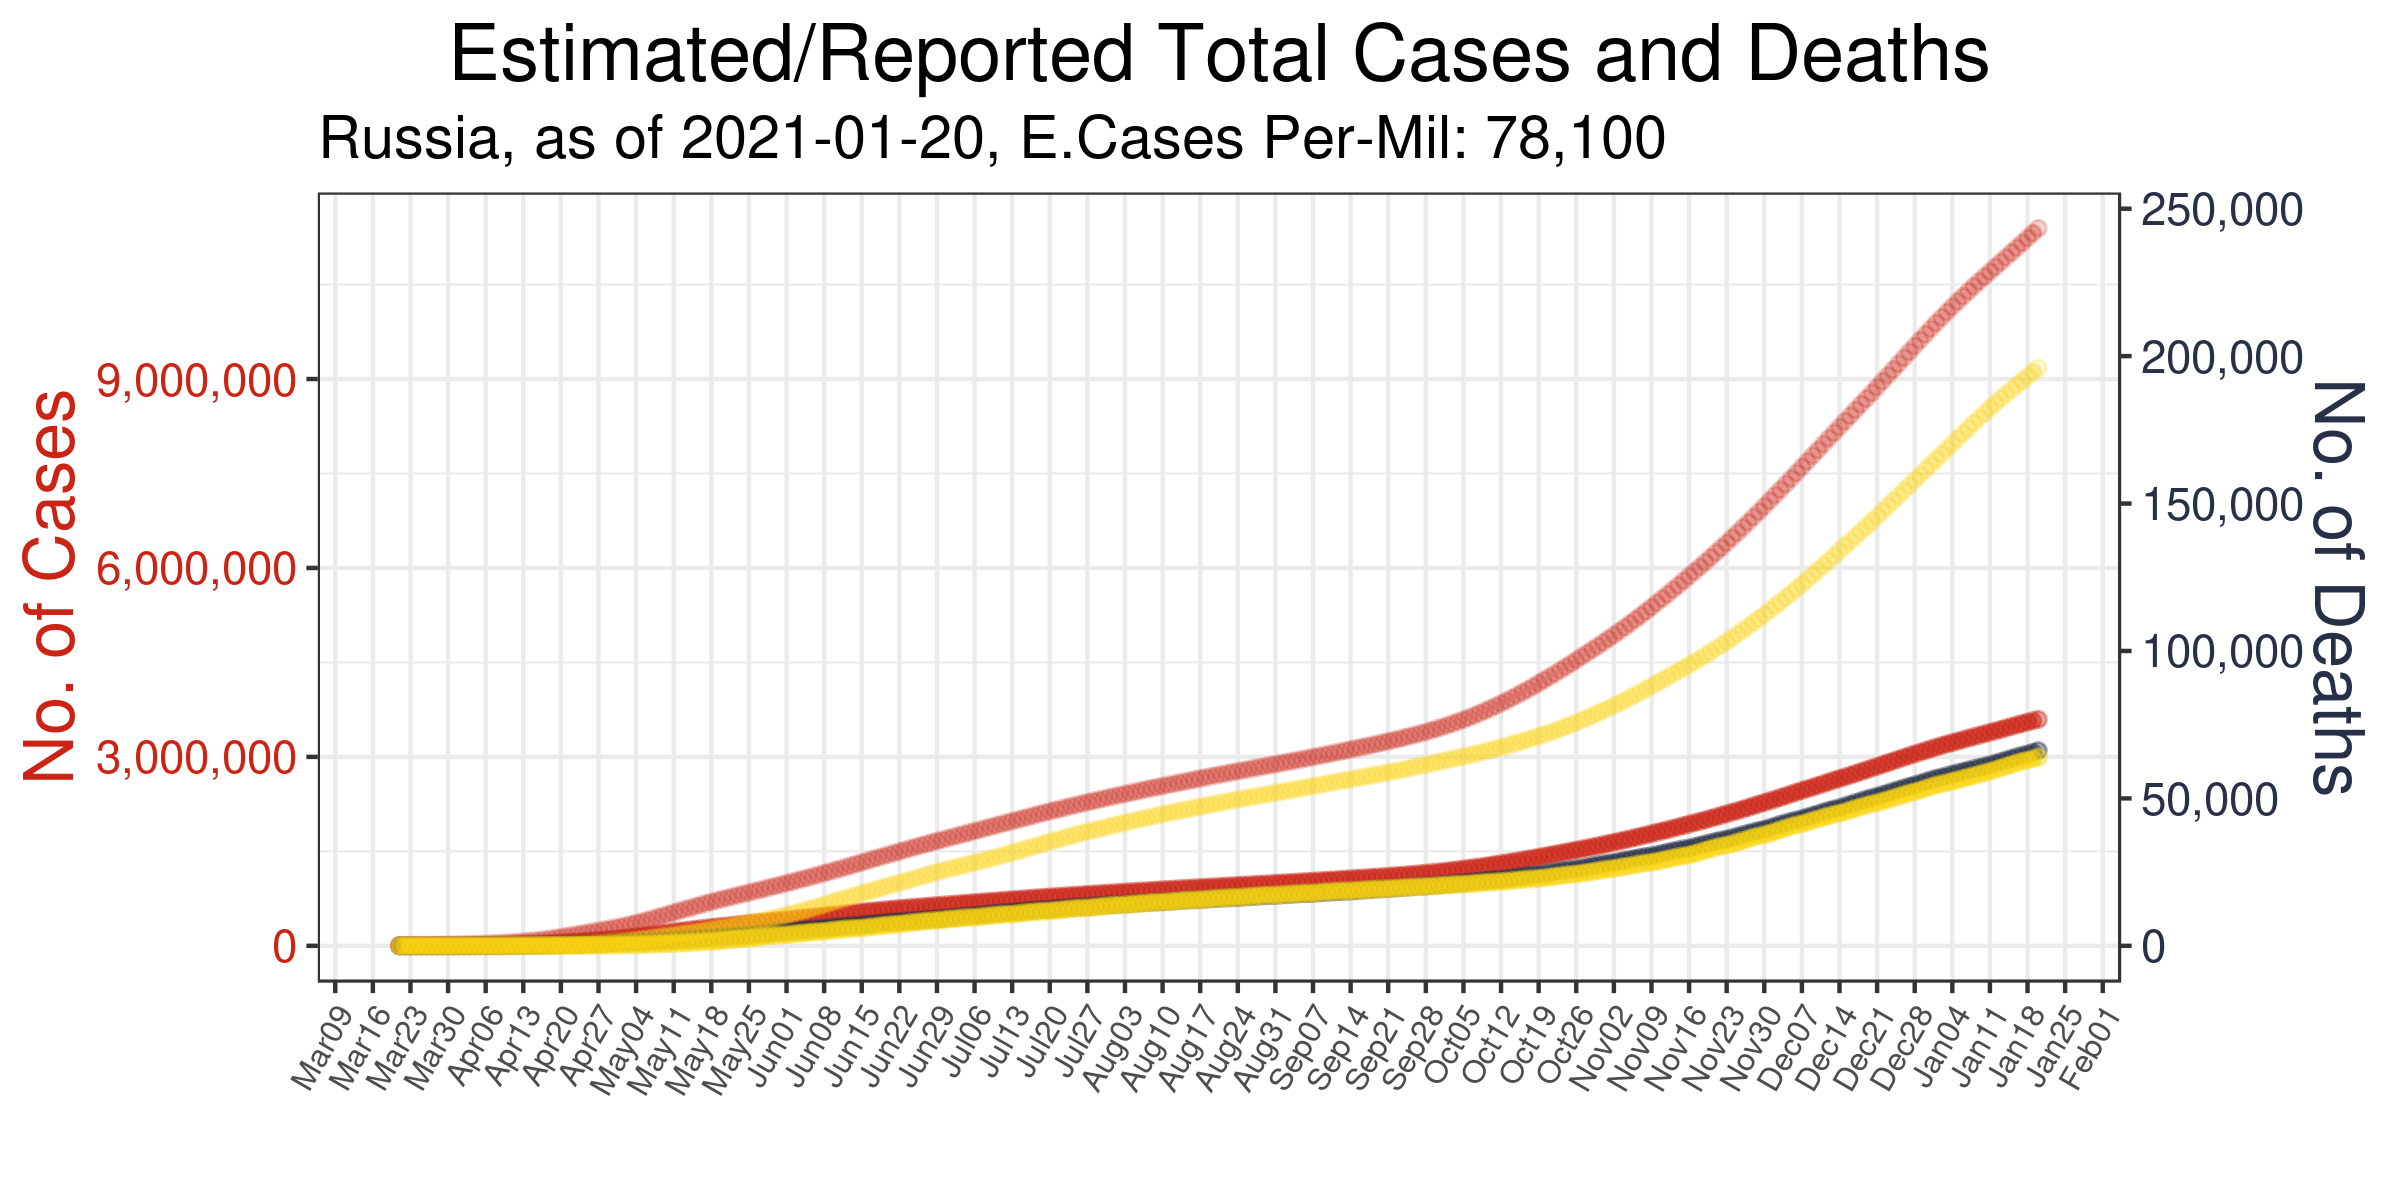 Estimated/Reported Total Cases and Deaths
Russia, as of 2021-01-20, E.Cases Per-Mil: 78,100
No. of Cases
9,000,000
6,000,000
3,000,000
0
250,000
200,000
150,000
100,000
50,000
0
No. of Deaths
Mar09
Mar16
Mar23
Mar30
Apr06
Apr13
Apr20
Apr27
May04
May11
May18
May25
Jun01
Jun08
Jun15
Jun22
Jun29
Jul06
Jul13
Jul20
Jul27
Aug03
Aug10
Aug17
Aug24
Aug31
Sep07
Sep14
Sep21
Sep28
Oct05
Oct12
Oct19
Oct26
Nov02
Nov09
Nov16
Nov23
Nov30
Dec07
Dec14
Dec21
Dec28
Jan04
Jan11
Jan18
Jan25
Feb01